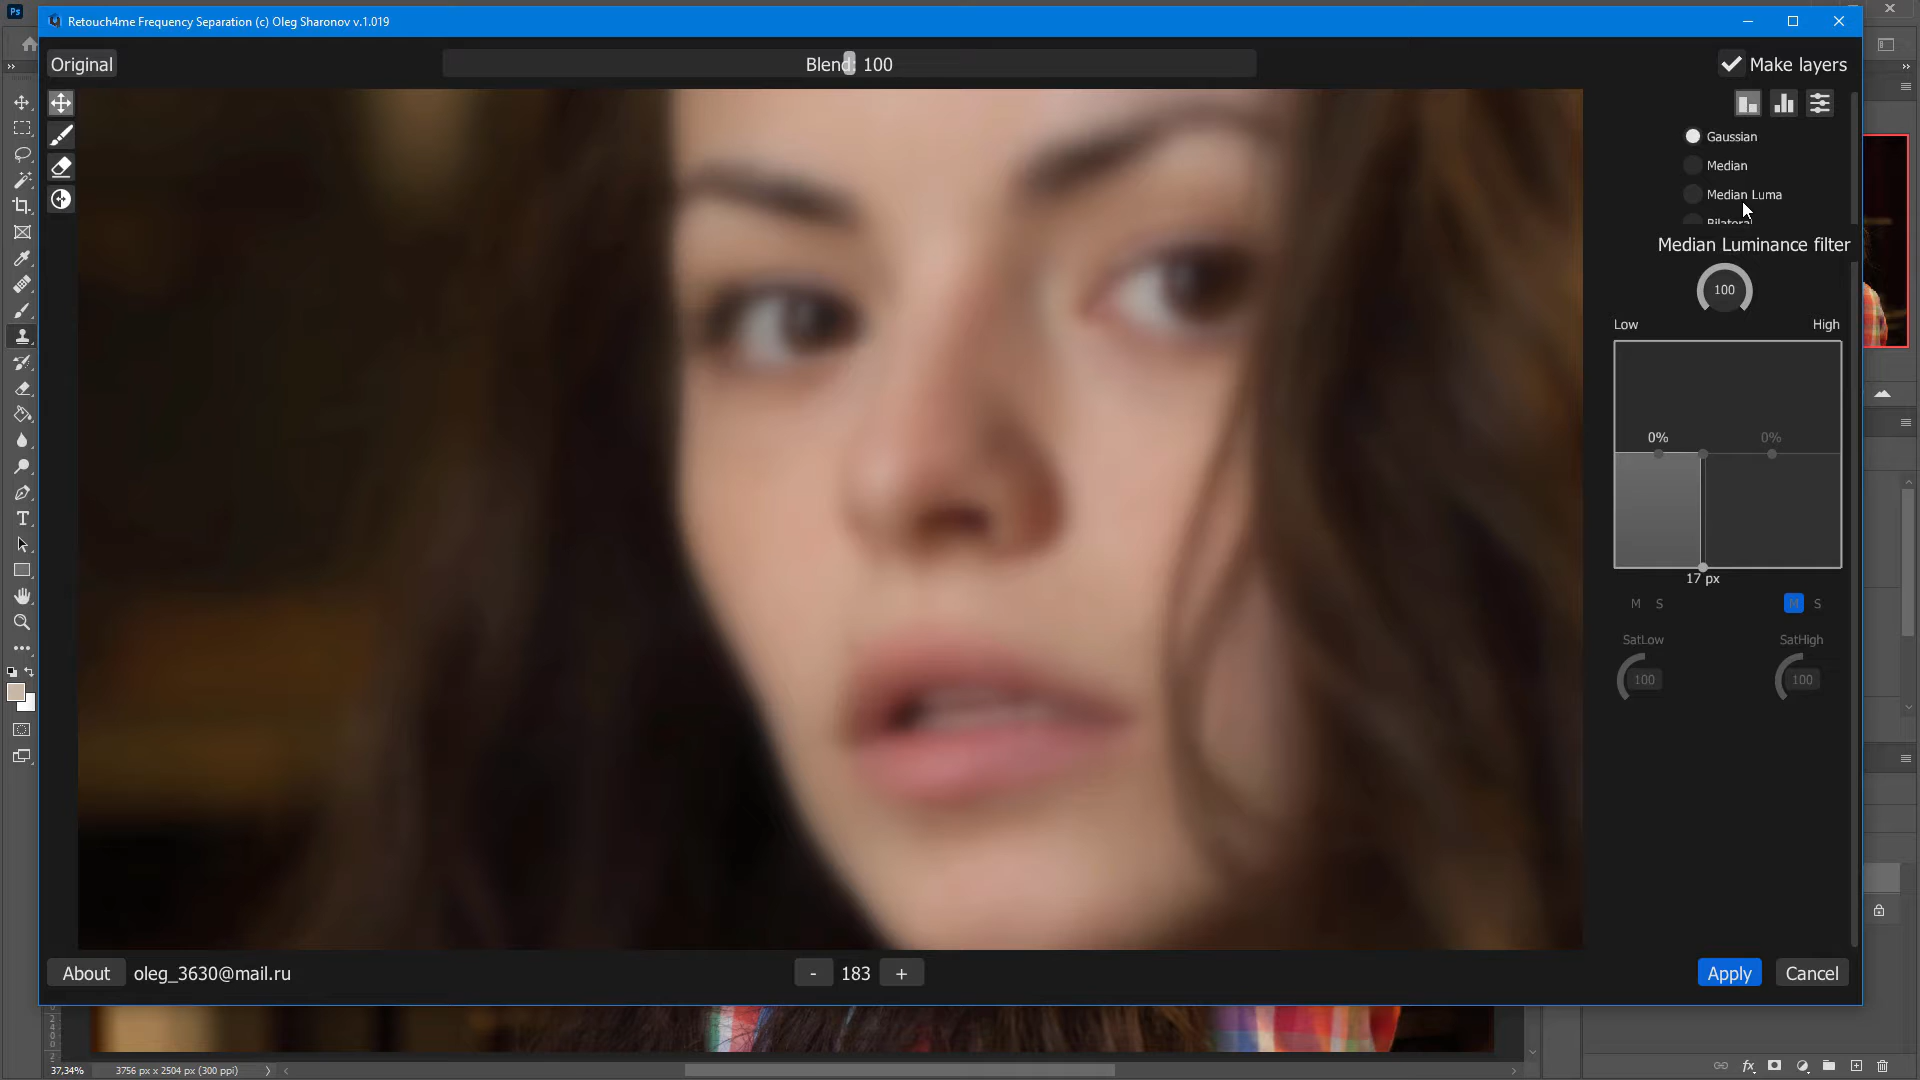 Ps
Retouch4me Frequency Separation (c) Oleg Sharonov v.1.019
Original
Blend: 100
Make layers
Gaussian
Median
Median Luma
Bilateral
Median Luminance filter
100
Low High
0% 0%
17 px
M S M S
SatLow SatHigh
100 100
About oleg_3630@mail.ru - 183 + Apply Cancel
37,34% 3756 px x 2504 px (300 ppi)